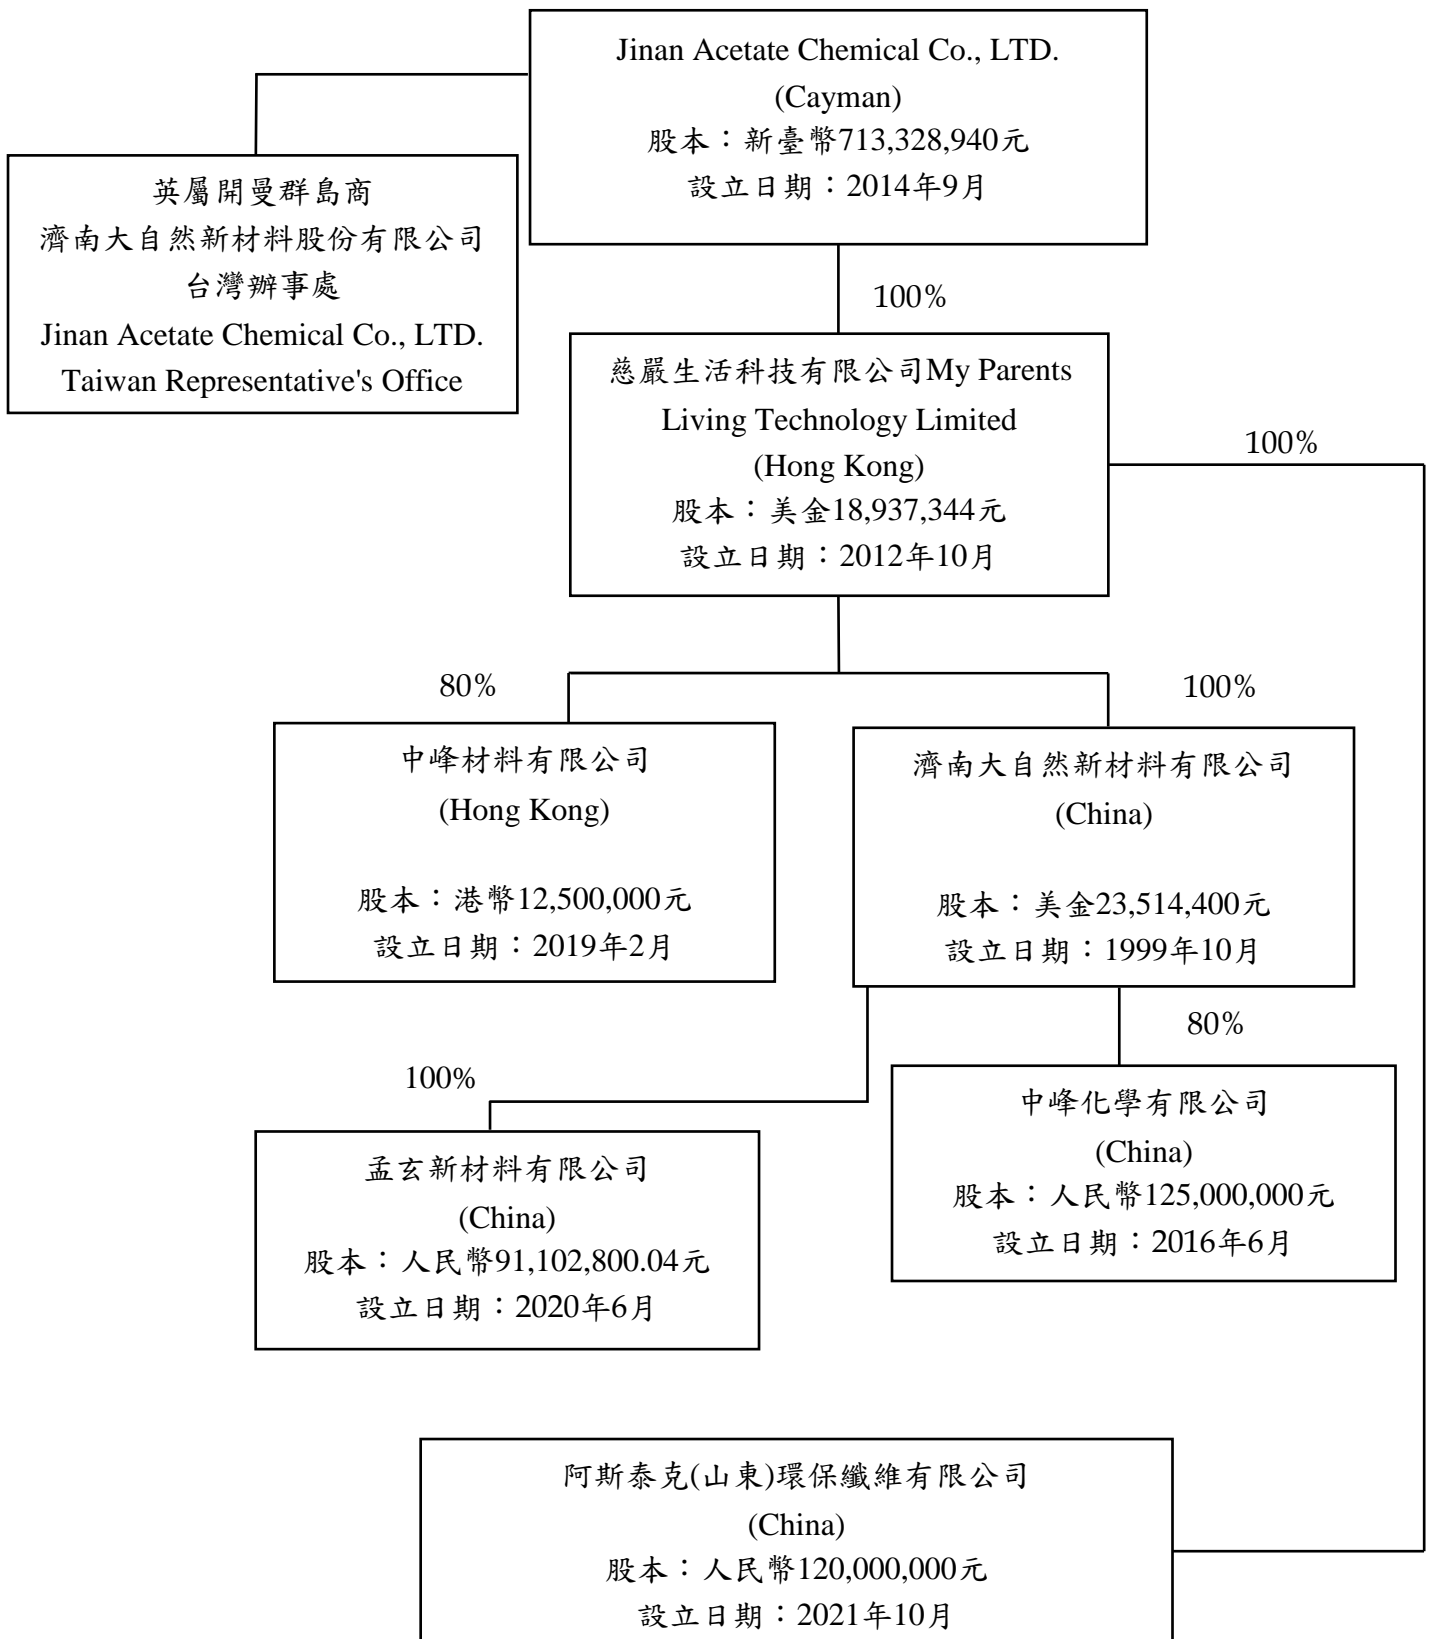 Jinan Acetate Chemical Co., LTD.
(Cayman)
股本：新臺幣713,328,940元
設立日期：2014年9月
英屬開曼群島商
濟南大自然新材料股份有限公司
台灣辦事處
Jinan Acetate Chemical Co., LTD.
Taiwan Representative's Office
100%
慈嚴生活科技有限公司My Parents
Living Technology Limited
(Hong Kong)
股本：美金18,937,344元
設立日期：2012年10月
100%
80%
100%
中峰材料有限公司
(Hong Kong)
股本：港幣12,500,000元
設立日期：2019年2月
濟南大自然新材料有限公司
(China)
股本：美金23,514,400元
設立日期：1999年10月
80%
100%
中峰化學有限公司
(China)
股本：人民幣125,000,000元
設立日期：2016年6月
孟玄新材料有限公司
(China)
股本：人民幣91,102,800.04元
設立日期：2020年6月
阿斯泰克(山東)環保纖維有限公司
(China)
股本：人民幣120,000,000元
設立日期：2021年10月